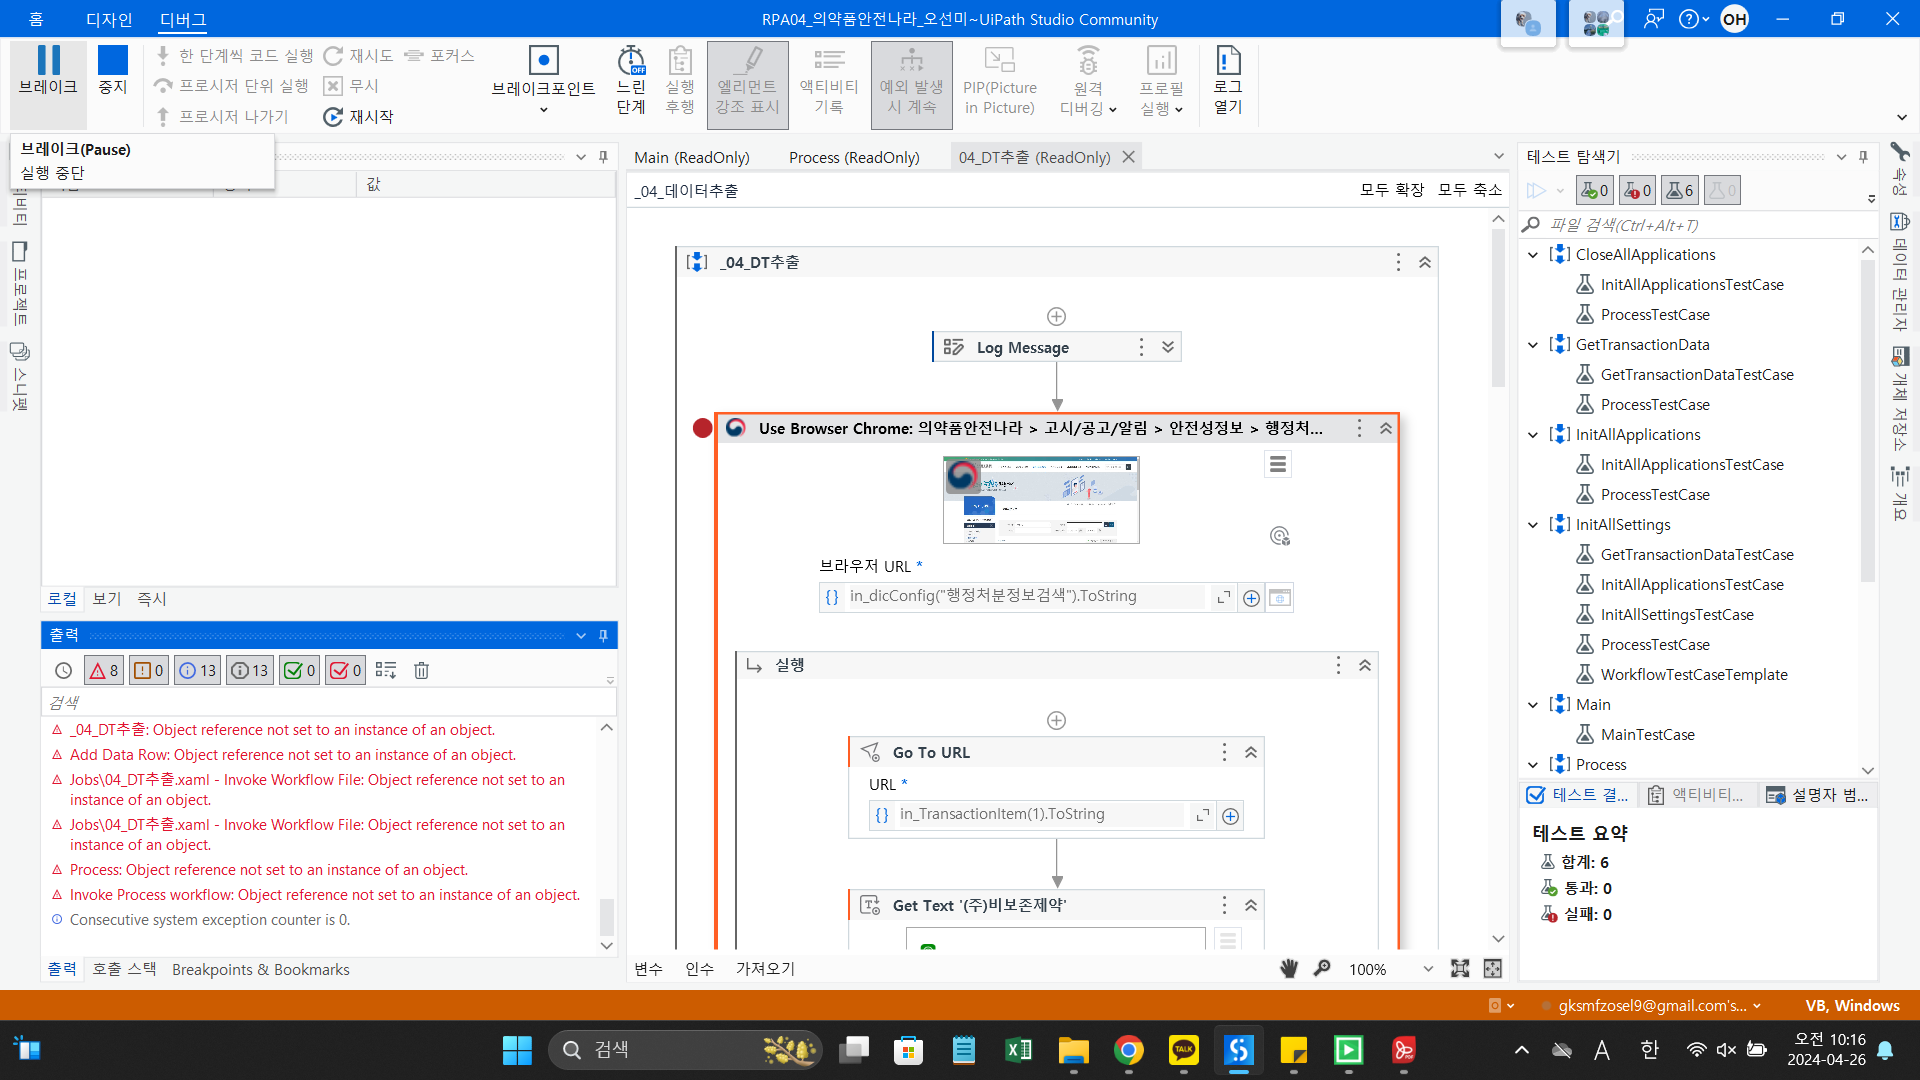 홈 디자인 디버그
RPA04_의약품안전나라_오선미~UiPath Studio Community
OH
브레이크
중지
한 단계씩 코드 실행
프로시저 단위 실행
프로시저 나가기
재시도
무시
재시작
포커스
브레이크포인트
느린
단계
OFF
실행
후행
엘리먼트
강조 표시
액티비티
기록
예외 발생
시 계속
PIP(Picture
in Picture)
원격
디버깅
프로필
실행
로그
열기
브레이크(Pause)
실행 중단
값
프로젝트
스니펫
로컬 보기 즉시
출력
8 0 13 13 0 0
검색
_04_DT추출: Object reference not set to an instance of an object.
Add Data Row: Object reference not set to an instance of an object.
Jobs\04_DT추출.xaml - Invoke Workflow File: Object reference not set to an
instance of an object.
Jobs\04_DT추출.xaml - Invoke Workflow File: Object reference not set to an
instance of an object.
Process: Object reference not set to an instance of an object.
Invoke Process workflow: Object reference not set to an instance of an object.
Consecutive system exception counter is 0.
출력 호출 스택 Breakpoints & Bookmarks
Main (ReadOnly) Process (ReadOnly) 04_DT추출 (ReadOnly)
_04_데이터추출
모두 확장 모두 축소
_04_DT추출
Log Message
Use Browser Chrome: 의약품안전나라 > 고시/공고/알림 > 안전성정보 > 행정처...
브라우저 URL *
in_dicConfig("행정처분정보검색").ToString
실행
Go To URL
URL *
in_TransactionItem(1).ToString
Get Text '(주)비보존제약'
변수 인수 가져오기
100%
테스트 탐색기
0 0 6 0
파일 검색(Ctrl+Alt+T)
CloseAllApplications
InitAllApplicationsTestCase
ProcessTestCase
GetTransactionData
GetTransactionDataTestCase
ProcessTestCase
InitAllApplications
InitAllApplicationsTestCase
ProcessTestCase
InitAllSettings
GetTransactionDataTestCase
InitAllApplicationsTestCase
InitAllSettingsTestCase
ProcessTestCase
WorkflowTestCaseTemplate
Main
MainTestCase
Process
테스트 결... 액티비티... 설명자 범...
테스트 요약
합계: 6
통과: 0
실패: 0
속성
데이터 관리자
개체 저장소
개요
gksmfzosel9@gmail.com's...
VB, Windows
검색
TALK
A
한
오전 10:16
2024-04-26